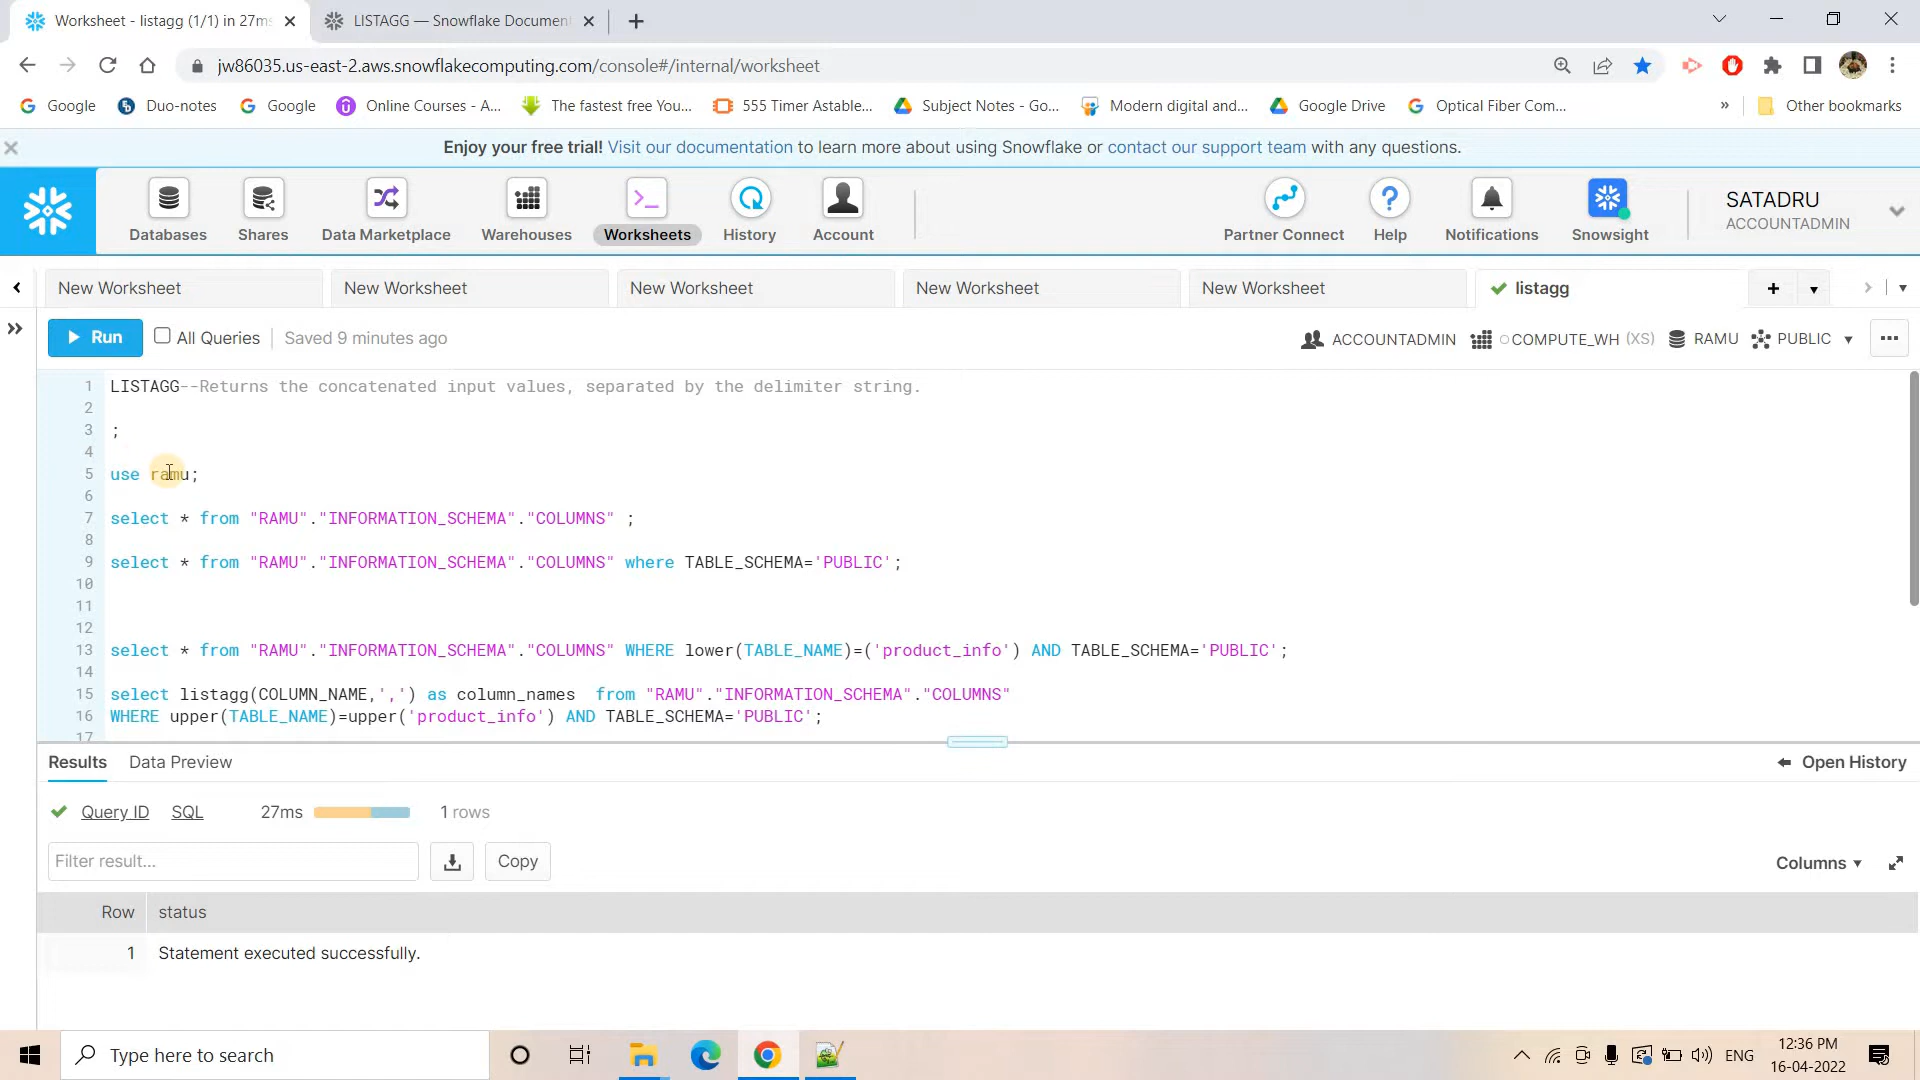 Worksheet - listagg (1/1) in 27ms
LISTAGG — Snowflake Document
jw86035.us-east-2.aws.snowflakecomputing.com/console#/internal/worksheet
Google
Duo-notes
Google
Online Courses - A...
The fastest free You...
555 Timer Astable...
Subject Notes - Go...
Modern digital and...
Google Drive
Optical Fiber Com...
»
Other bookmarks
Enjoy your free trial! Visit our documentation to learn more about using Snowflake or contact our support team with any questions.
Databases
Shares
Data Marketplace
Warehouses
Worksheets
History
Account
Partner Connect
Help
Notifications
Snowsight
SATADRU
ACCOUNTADMIN
New Worksheet
New Worksheet
New Worksheet
New Worksheet
New Worksheet
listagg
Run
All Queries
Saved 9 minutes ago
ACCOUNTADMIN
COMPUTE_WH (XS)
RAMU
PUBLIC
1 LISTAGG--Returns the concatenated input values, separated by the delimiter string.
2
3 ;
4
5 use ramu;
6
7 select * from "RAMU"."INFORMATION_SCHEMA"."COLUMNS" ;
8
9 select * from "RAMU"."INFORMATION_SCHEMA"."COLUMNS" where TABLE_SCHEMA='PUBLIC';
10
11
12
13 select * from "RAMU"."INFORMATION_SCHEMA"."COLUMNS" WHERE lower(TABLE_NAME)=('product_info') AND TABLE_SCHEMA='PUBLIC';
14
15 select listagg(COLUMN_NAME,',') as column_names  from "RAMU"."INFORMATION_SCHEMA"."COLUMNS"
16 WHERE upper(TABLE_NAME)=upper('product_info') AND TABLE_SCHEMA='PUBLIC';
17
Results
Data Preview
Open History
Query ID
SQL
27ms
1 rows
Filter result...
Copy
Columns
Row
status
1
Statement executed successfully.
Type here to search
ENG
12:36 PM
16-04-2022